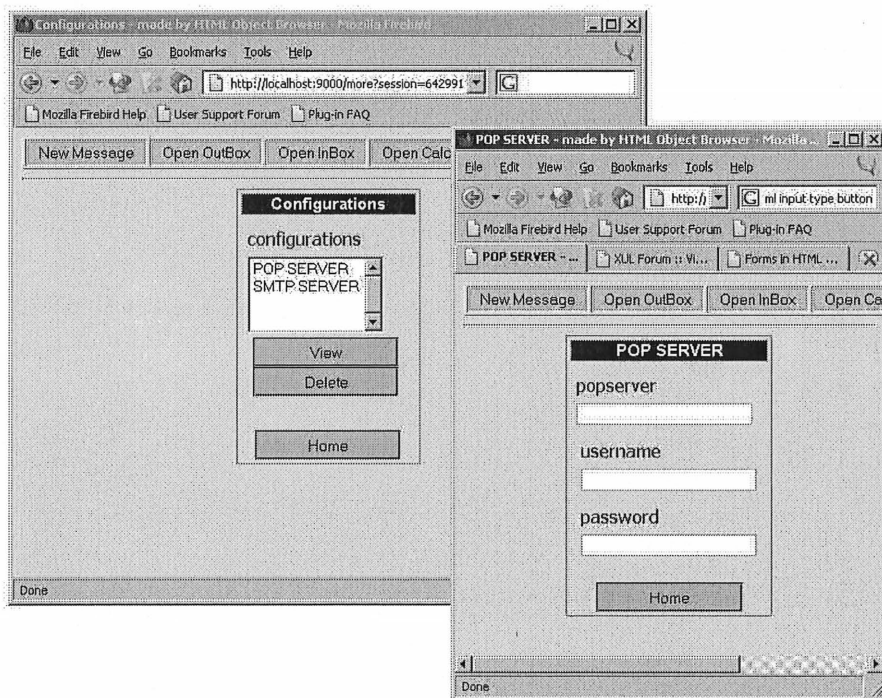 Configurations - made by HTML Object Browser - Mozilla Firebird
File Edit View Go Bookmarks Tools Help
http://localhost:9000/more?session=642991 G
Mozilla Firebird Help User Support Forum Plug-in FAQ
New Message Open OutBox Open InBox Open Calc
Configurations
configurations
POP SERVER
SMTP SERVER
View
Delete
Home
Done
POP SERVER - made by HTML Object Browser - Mozilla ...
File Edit View Go Bookmarks Tools Help
http:// G ml input type button
Mozilla Firebird Help User Support Forum Plug-in FAQ
POP SERVER - ... XUL Forum :: Vi... Forms in HTML ...
New Message Open OutBox Open InBox Open Ca
POP SERVER
popserver
username
password
Home
Done